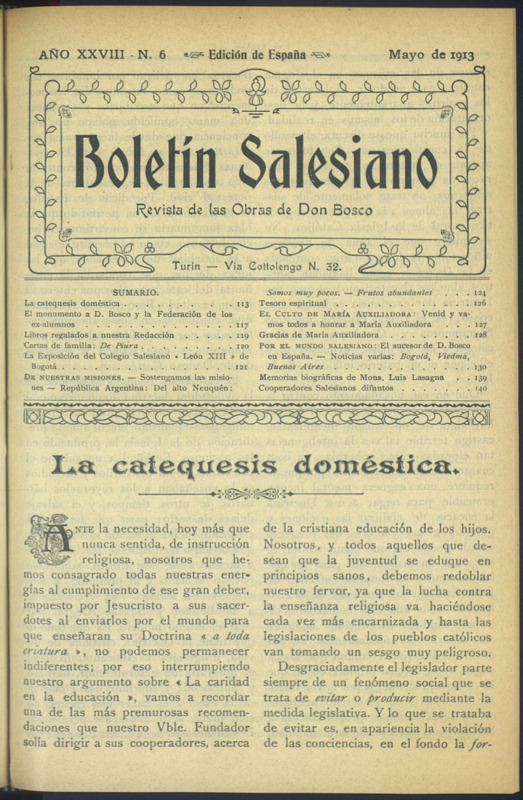 AÑO XXVIII - N. 6 Edición de España Mayo de 1913
Boletín Salesiano
Revista de las Obras de Don Bosco
Turin — Via Cottolengo N. 32.
SUMARIO.
La catequesis doméstica . . . . . . . . . . . . . 113
El monumento a D. Bosco y la Federación de los
ex-alumnos . . . . . . . . . . . . . . . 117
Libros regalados a nuestra Redacción . . . . . . 119
Cartas de familia: De Piura . . . . . . . . . . . 120
La Exposición del Colegio Salesiano « León XIII » de
Bogotá . . . . . . . . . . . . . . . . . 121
DE NUESTRAS MISIONES. — Sostengamos las misio-
nes — República Argentina: Del alto Neuquén:
Somos muy pocos. — Frutos abundantes . . . 124
Tesoro espiritual . . . . . . . . . . . . . . . 126
EL CULTO DE MARÍA AUXILIADORA: Venid y va-
mos todos a honrar a María Auxiliadora . . 127
Gracias de María Auxiliadora . . . . . . . . . 128
POR EL MUNDO SALESIANO: El sucesor de D. Bosco
en España. — Noticias varias: Bogotá, Viedma,
Buenos Aires . . . . . . . . . . . . . . 130
Memorias biográficas de Mons. Luis Lasagna . . 139
Cooperadores Salesianos difuntos . . . . . . . 140
La catequesis doméstica.
ANTE la necesidad, hoy más que
nunca sentida, de instrucción
religiosa, nosotros que he-
mos consagrado todas nuestras ener-
gías al cumplimiento de ese gran deber,
impuesto por Jesucristo a sus sacer-
dotes al enviarlos por el mundo para
que enseñaran su Doctrina « a toda
criatura », no podemos permanecer
indiferentes; por eso interrumpiendo
nuestro argumento sobre « La caridad
en la educación », vamos a recordar
una de las más premurosas recomen-
daciones que nuestro Vble. Fundador
solía dirigir a sus cooperadores, acerca
de la cristiana educación de los hijos.
Nosotros, y todos aquellos que de-
sean que la juventud se eduque en
principios sanos, debemos redoblar
nuestro fervor, ya que la lucha contra
la enseñanza religiosa va haciéndose
cada vez más encarnizada y hasta las
legislaciones de los pueblos católicos
van tomando un sesgo muy peligroso.
Desgraciadamente el legislador parte
siempre de un fenómeno social que se
trata de evitar o producir mediante la
medida legislativa. Y lo que se trataba
de evitar es, en apariencia la violación
de las conciencias, en el fondo la for-